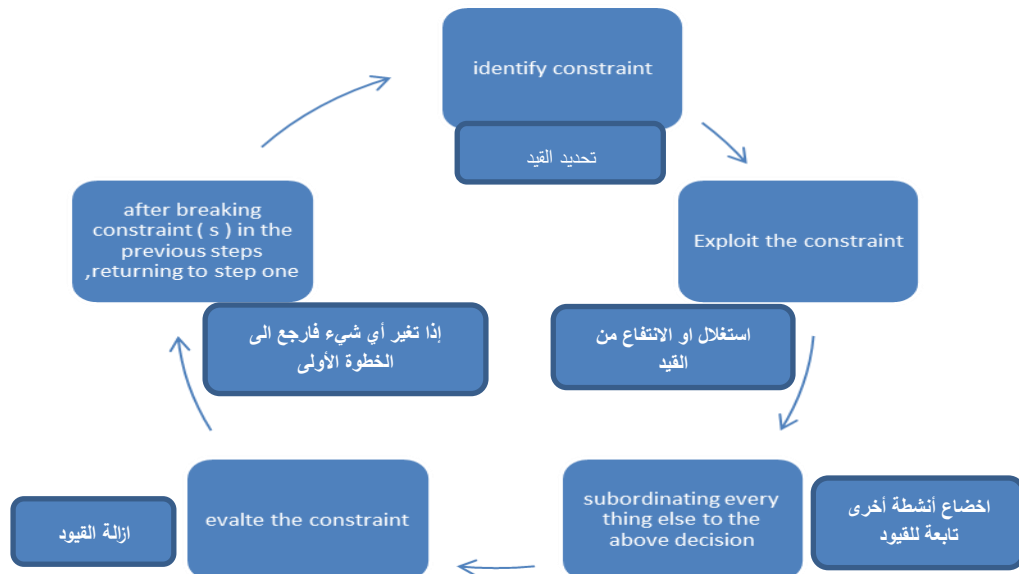 identify constraint
تحديد القيد
Exploit the constraint
استغلال او الانتفاع من
القيد
subordinating every
thing else to the
above decision
اخضاع أنشطة أخرى
تابعة للقيود
evalte the constraint
ازالة القيود
after breaking
constraint ( s ) in the
previous steps
,returning to step one
إذا تغير أي شيء فارجع الى
الخطوة الأولى